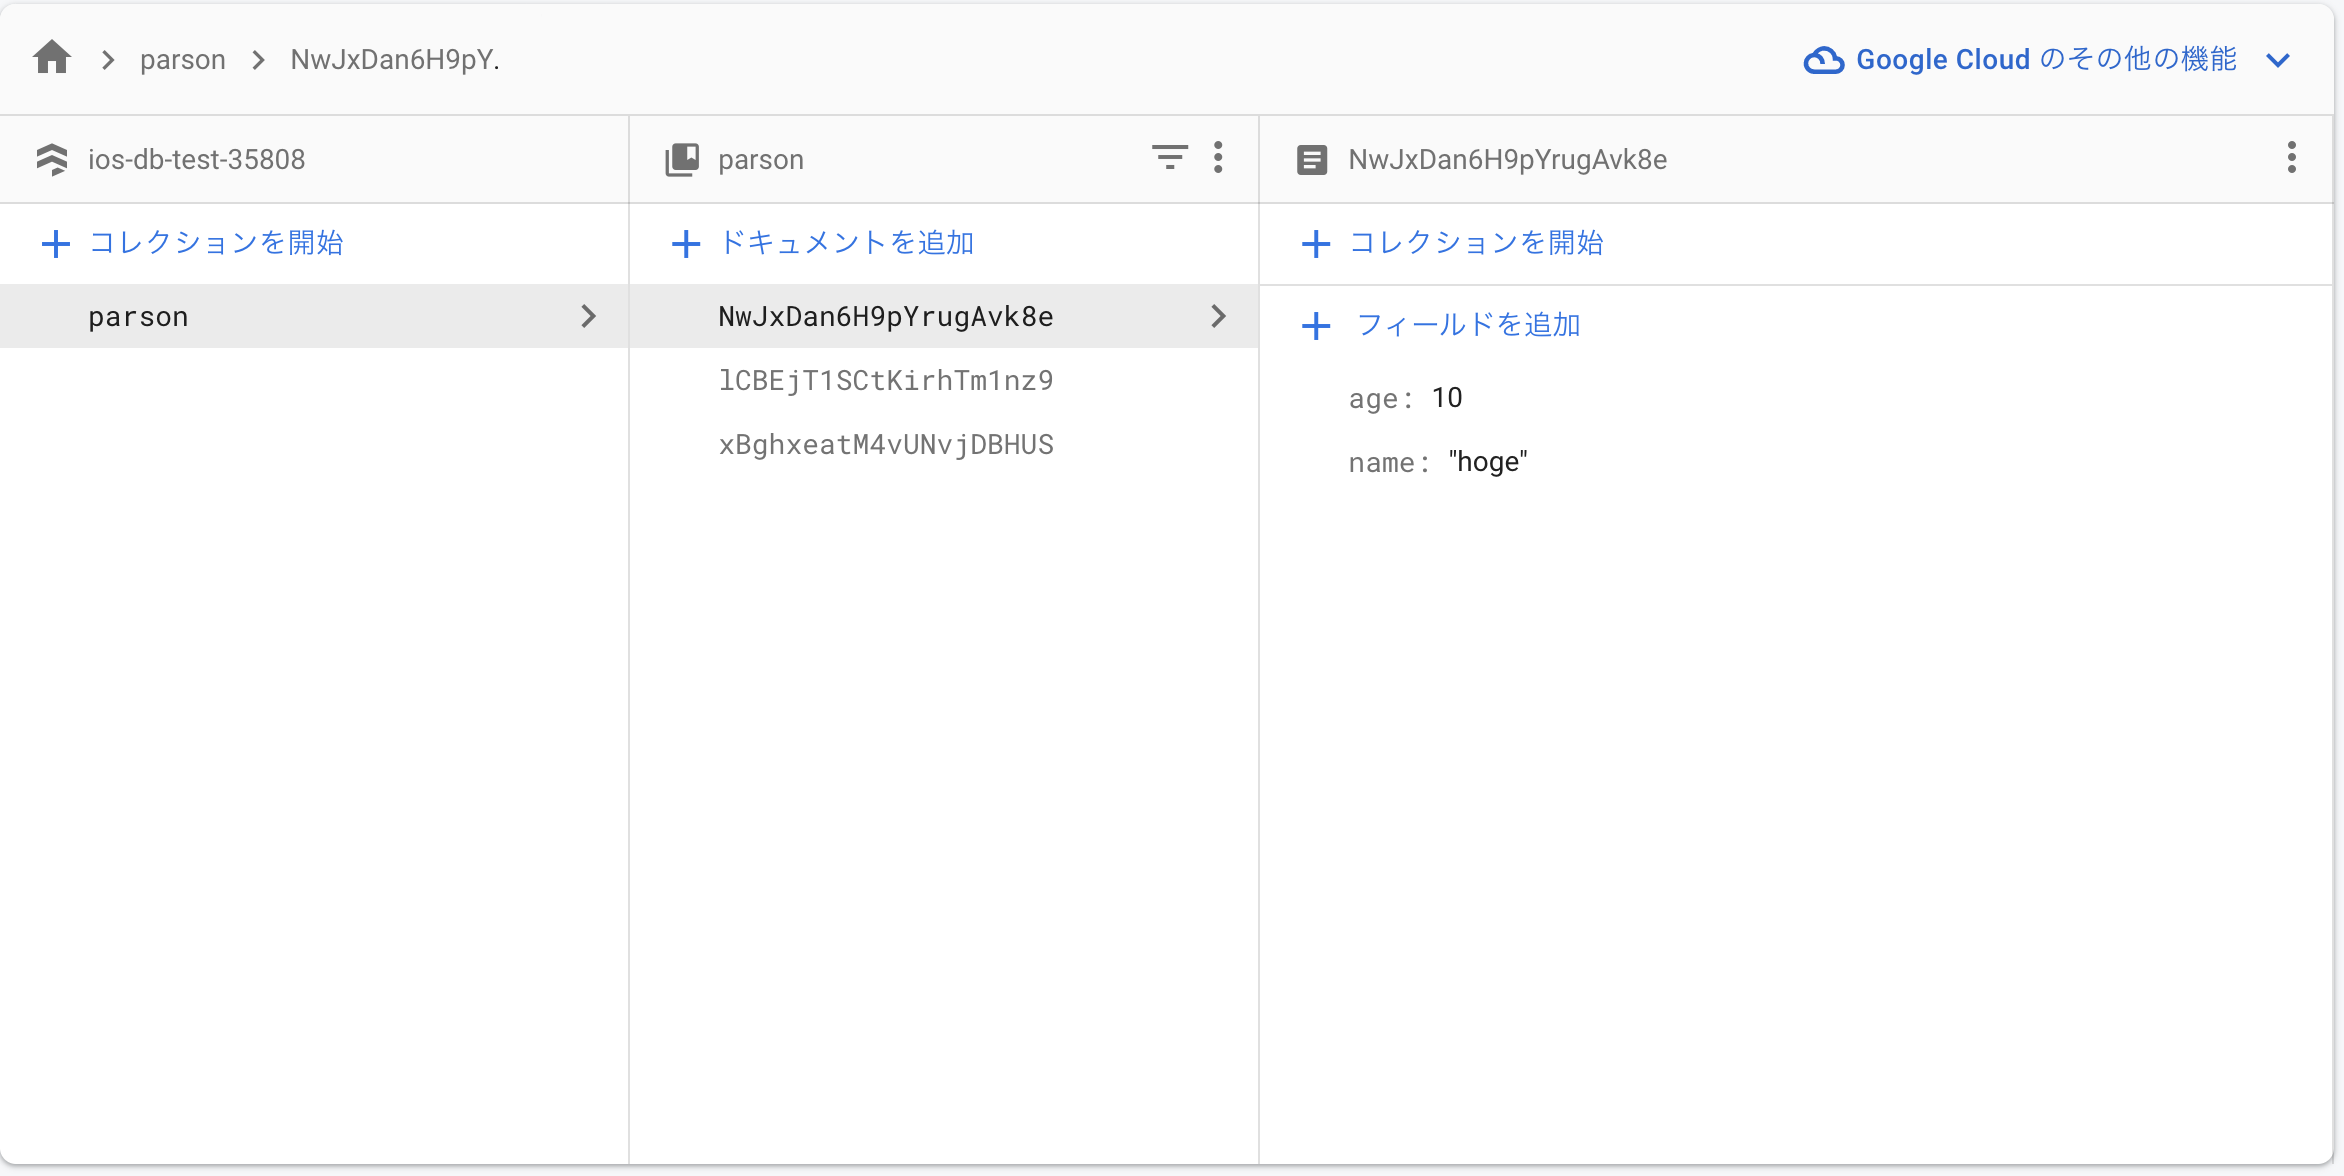 parson NwJxDan6H9pY.
Google Cloud のその他の機能
ios-db-test-35808
コレクションを開始
parson
parson
ドキュメントを追加
NwJxDan6H9pYrugAvk8e
lCBEjT1SCtKirhTm1nz9
xBghxeatM4vUNvjDBHUS
NwJxDan6H9pYrugAvk8e
コレクションを開始
フィールドを追加
age: 10
name: "hoge"